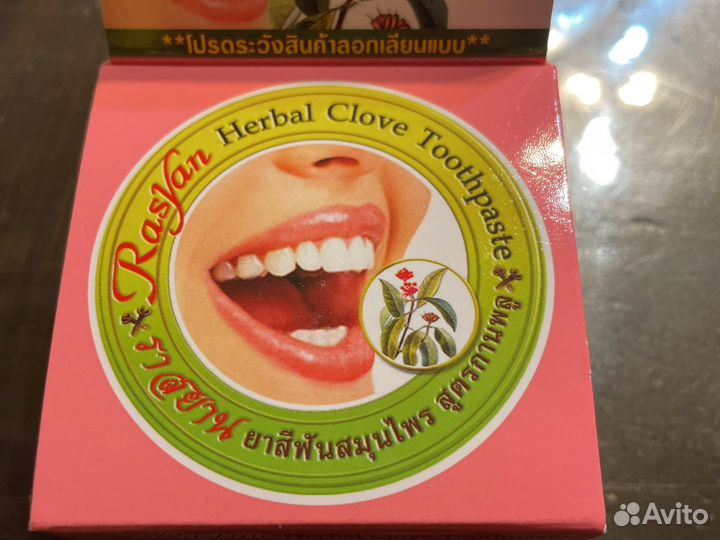 **โปรดระวังสินค้าลอกเลียนแบบ**
Rasyan Herbal Clove Toothpaste
ราสยาน ยาสีฟันสมุนไพร สูตรกานพลู
Avito